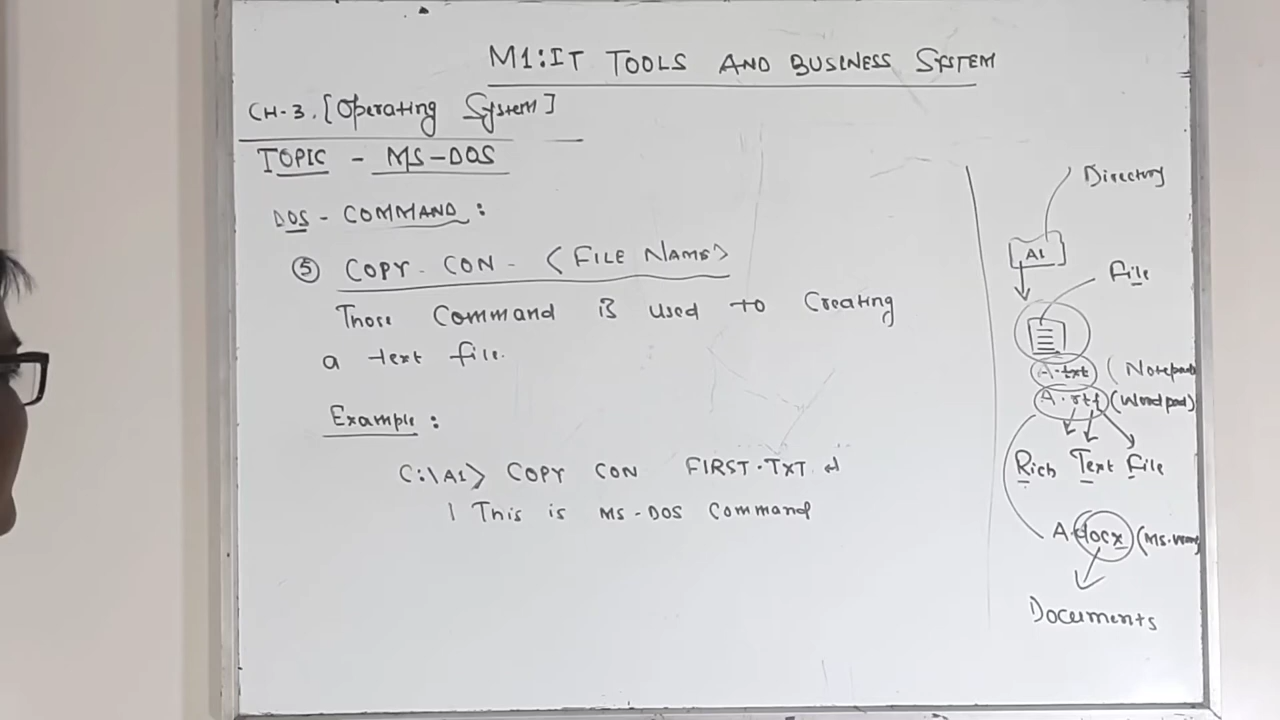 M1:IT TOOLS AND BUSINESS SYSTEM
CH-3. [Operating System]
TOPIC - MS-DOS
DOS - COMMAND :
⑤ COPY - CON - <FILE NAME>
Those Command is used to Creating
a text file.
Example :
C:\A1> COPY CON FIRST.TXT ↵
This is MS-DOS Command
Directory
A1
File
A.txt (Notepad
A.rtf (Wordpad)
Rich Text File
A.docx (Ms.word
Documents